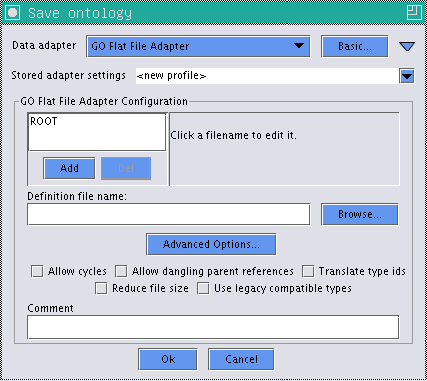 Save ontology
Data adapter GO Flat File Adapter Basic...
Stored adapter settings <new profile>
GO Flat File Adapter Configuration
ROOT
Click a filename to edit it.
Add Del
Definition file name:
Browse...
Advanced Options...
Allow cycles Allow dangling parent references Translate type ids
Reduce file size Use legacy compatible types
Comment
Ok Cancel